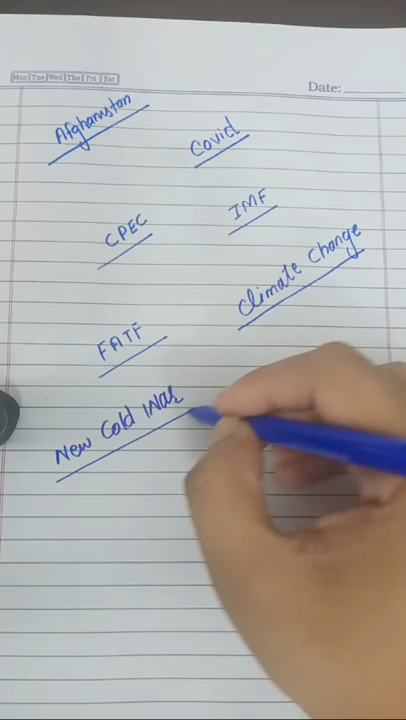 Mon Tue Wed Thu Fri Sat
Date:
Afghanistan
Covid
CPEC
IMF
Climate Change
FATF
New Cold War